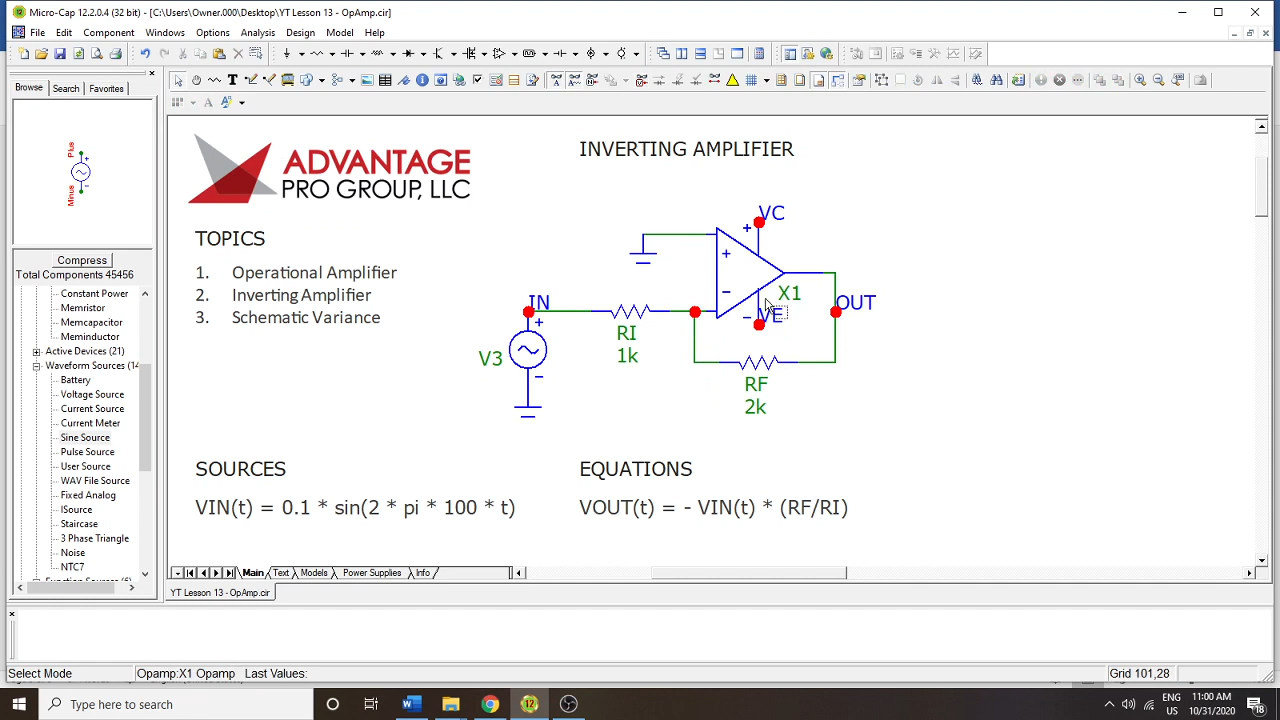 Micro-Cap 12.2.0.4 (32 bit) - [C:\Users\Owner.000\Desktop\YT Lesson 13 - OpAmp.cir]
File Edit Component Windows Options Analysis Design Model Help
Browse Search Favorites
Plus
+
-
Minus
Compress
Total Components 45456
Constant Power
Memristor
Memcapacitor
Meminductor
Active Devices (21)
Waveform Sources (14
Battery
Voltage Source
Current Source
Current Meter
Sine Source
Pulse Source
User Source
WAV File Source
Fixed Analog
ISource
Staircase
3 Phase Triangle
Noise
NTC7
ADVANTAGE
PRO GROUP, LLC
TOPICS
1. Operational Amplifier
2. Inverting Amplifier
3. Schematic Variance
INVERTING AMPLIFIER
VC
+
+
-
X1
IN
OUT
- VE
+
V3
-
RI
1k
RF
2k
SOURCES
VIN(t) = 0.1 * sin(2 * pi * 100 * t)
EQUATIONS
VOUT(t) = - VIN(t) * (RF/RI)
Main Text Models Power Supplies Info
YT Lesson 13 - OpAmp.cir
Select Mode Opamp:X1 Opamp Last Values: Grid 101,28
Type here to search
12
ENG
US
11:00 AM
10/31/2020
18